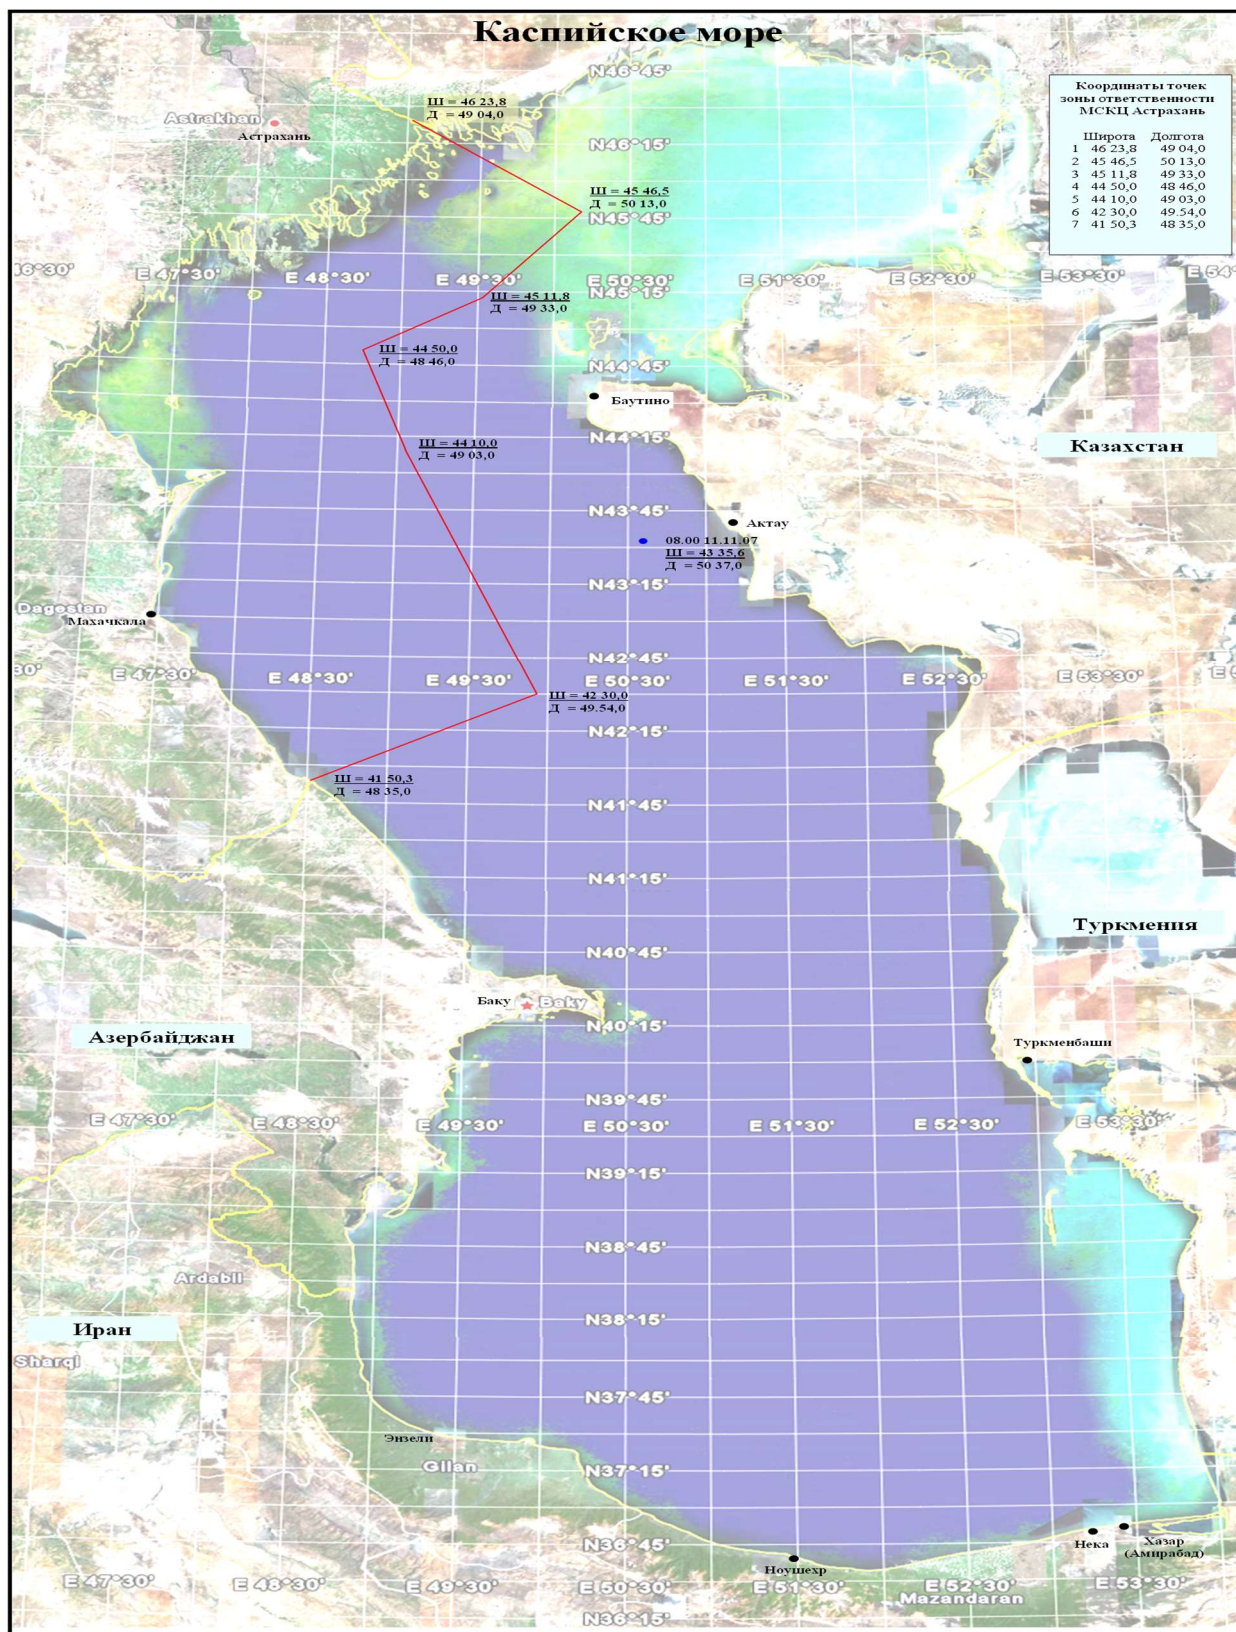 Каспийское море
N46°45'
Координаты точек
зоны ответственности
МСКЦ Астрахань
Широта Долгота
1 46 23,8 49 04,0
2 45 46,5 50 13,0
3 45 11,8 49 33,0
4 44 50,0 48 46,0
5 44 10,0 49 03,0
6 42 30,0 49.54,0
7 41 50,3 48 35,0
Ш = 46 23,8
Д = 49 04,0
Astrakhan
Астрахань
N46°15'
Ш = 45 46,5
Д = 50 13,0
N45°45'
46°30' E 47°30' E 48°30' E 49°30' E 50°30' E 51°30' E 52°30' E 53°30' E 54°
N45°15'
Ш = 45 11,8
Д = 49 33,0
Ш = 44 50,0
Д = 48 46,0
N44°45'
Баутино
N44°15'
Ш = 44 10,0
Д = 49 03,0
Казахстан
N43°45'
Актау
08.00 11.11.07
Ш = 43 35,6
Д = 50 37,0
N43°15'
Dagestan
Махачкала
N42°45'
30' E 47°30' E 48°30' E 49°30' E 50°30' E 51°30' E 52°30' E 53°30'
Ш = 42 30,0
Д = 49.54,0
N42°15'
Ш = 41 50,3
Д = 48 35,0
N41°45'
N41°15'
Туркмения
N40°45'
Баку Baky
N40°15'
Азербайджан
Туркменбаши
N39°45'
E 47°30' E 48°30' E 49°30' E 50°30' E 51°30' E 52°30' E 53°30'
N39°15'
N38°45'
Ardabil
N38°15'
Иран
Sharqi
N37°45'
Энзели
Gilan
N37°15'
N36°45'
Нека
Хазар
(Амирабад)
Ноушехр
E 47°30' E 48°30' E 49°30' E 50°30' E 51°30' E 52°30' E 53°30'
Mazandaran
N36°15'